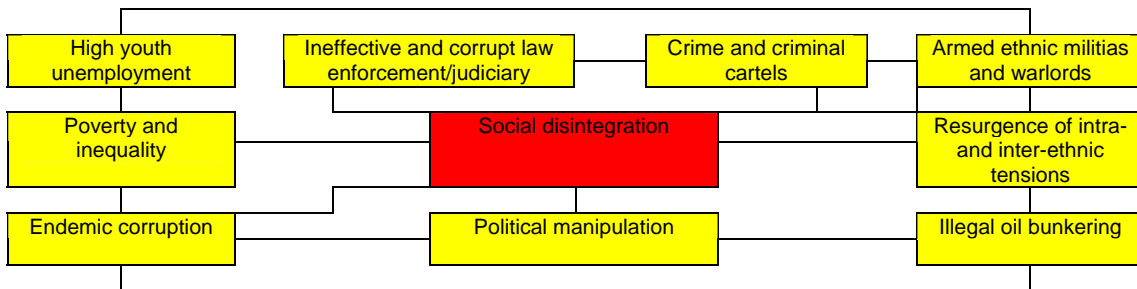 High youth
unemployment
Ineffective and corrupt law
enforcement/judiciary
Crime and criminal
cartels
Armed ethnic militias
and warlords
Poverty and
inequality
Social disintegration
Resurgence of intra-
and inter-ethnic
tensions
Endemic corruption
Political manipulation
Illegal oil bunkering